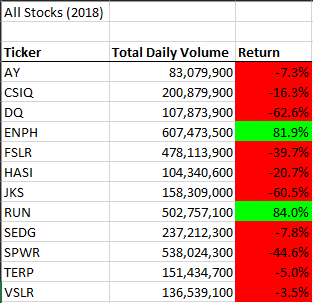 All Stocks (2018)
Ticker Total Daily Volume Return
AY 83,079,900 -7.3%
CSIQ 200,879,900 -16.3%
DQ 107,873,900 -62.6%
ENPH 607,473,500 81.9%
FSLR 478,113,900 -39.7%
HASI 104,340,600 -20.7%
JKS 158,309,000 -60.5%
RUN 502,757,100 84.0%
SEDG 237,212,300 -7.8%
SPWR 538,024,300 -44.6%
TERP 151,434,700 -5.0%
VSLR 136,539,100 -3.5%